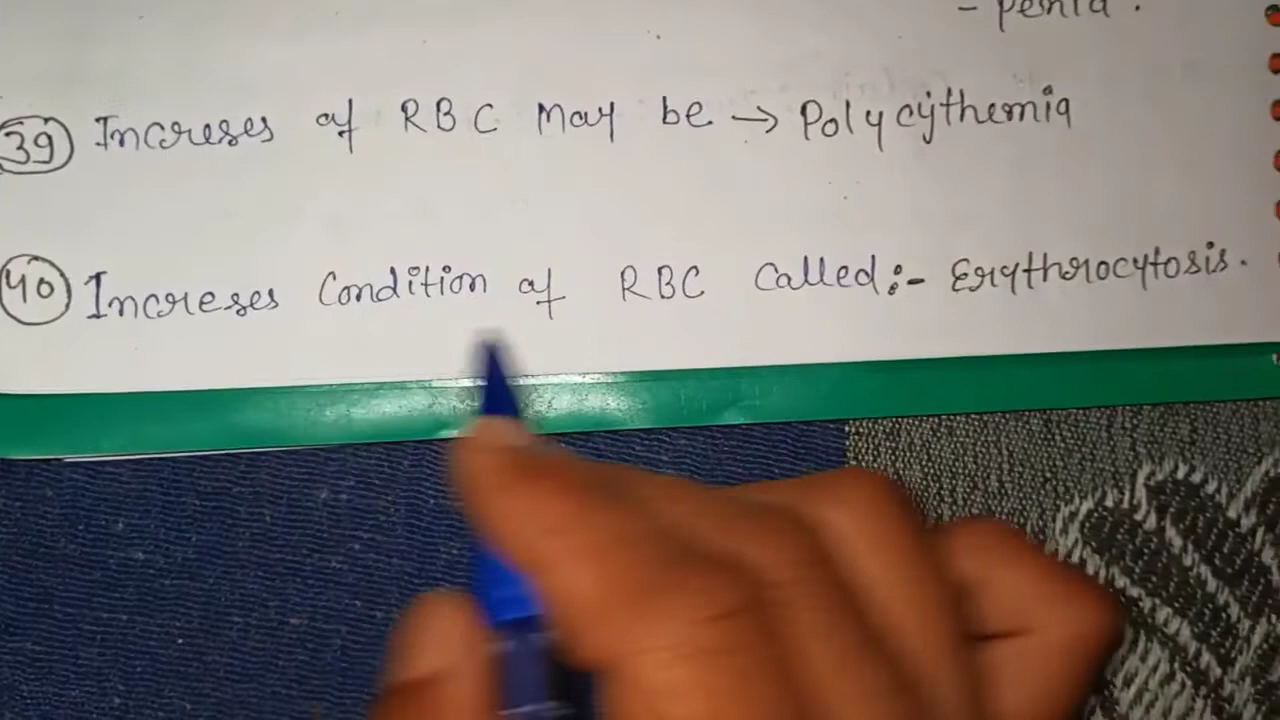 - penia.
39 Increses of RBC May be → Polycythemia
40 Increses Condition of RBC Called:- Erythrocytosis.